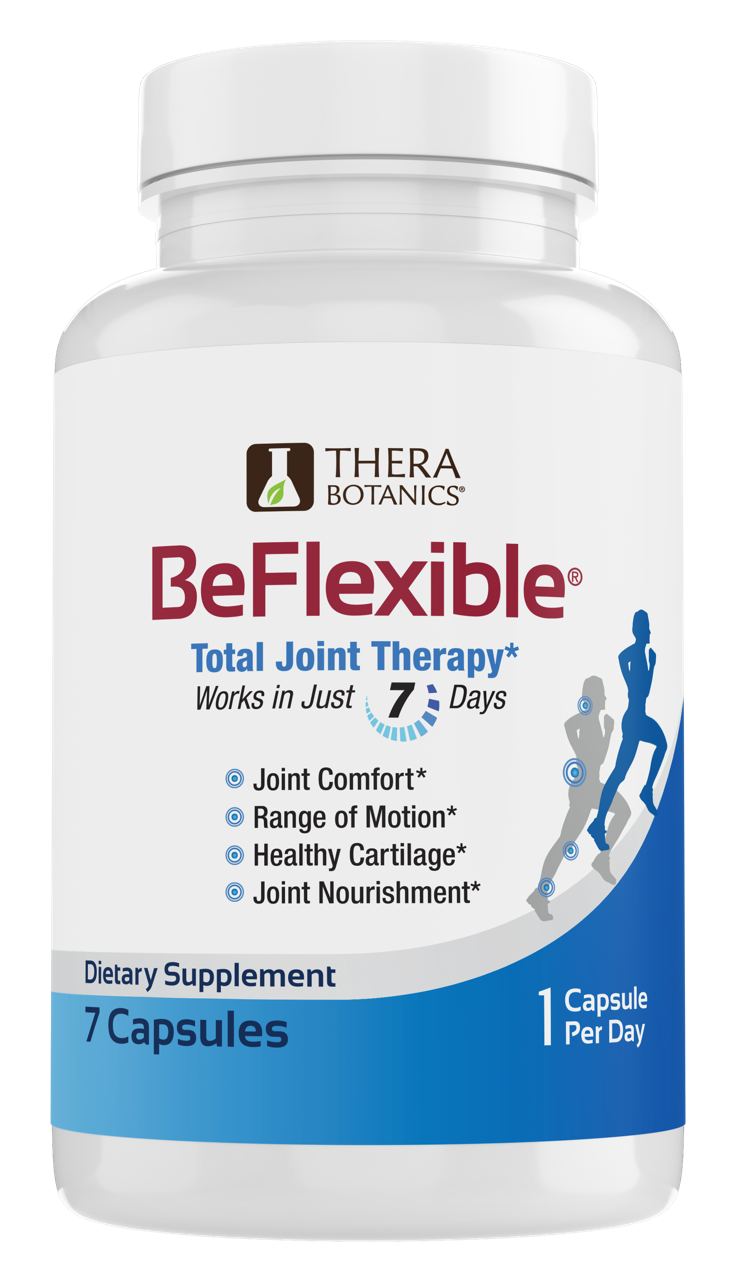 THERA
BOTANICS®
BeFlexible®
Total Joint Therapy*
Works in Just 7 Days
Joint Comfort*
Range of Motion*
Healthy Cartilage*
Joint Nourishment*
Dietary Supplement
7 Capsules
1 Capsule
Per Day